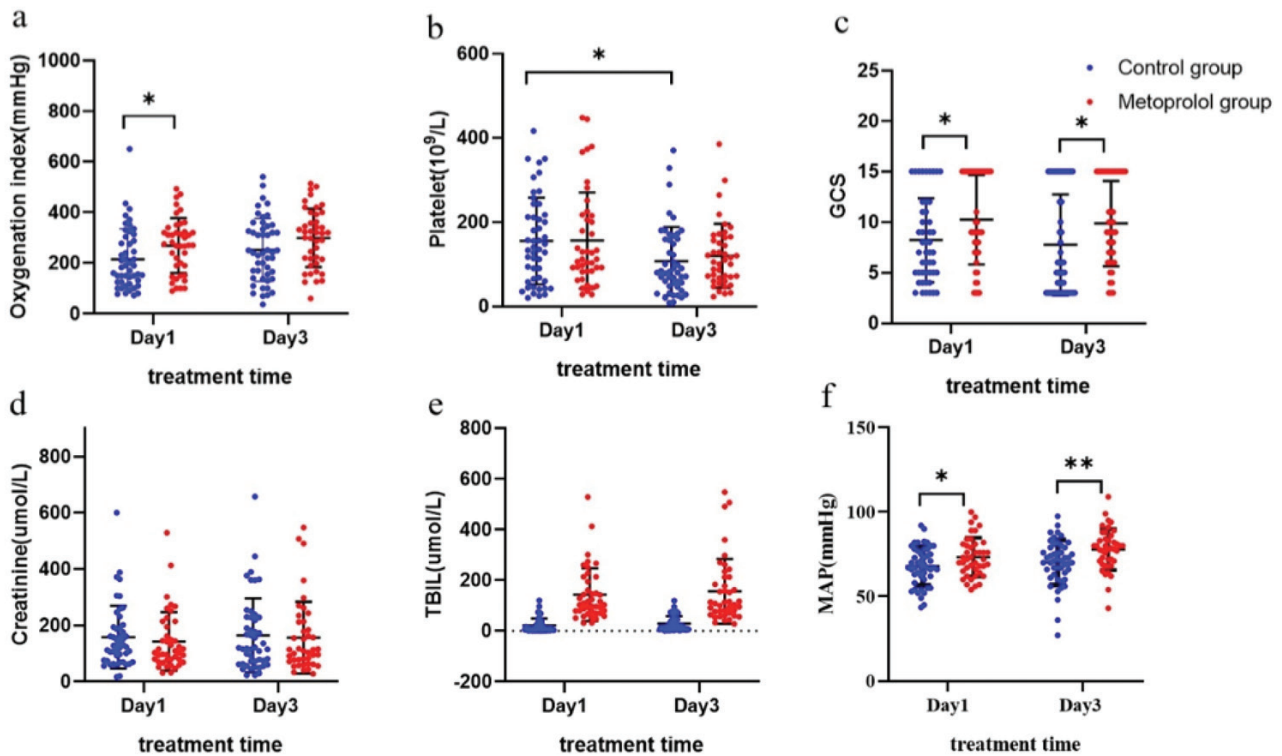 a
Oxygenation index(mmHg)
1000
800
600
400
200
0
*
Day1
Day3
treatment time
b
Platelet(10⁹/L)
600
400
200
0
*
Day1
Day3
treatment time
c
GCS
25
20
15
10
5
0
*
*
Day1
Day3
treatment time
Control group
Metoprolol group
d
Creatinine(umol/L)
800
600
400
200
0
Day1
Day3
treatment time
e
TBIL(umol/L)
800
600
400
200
0
-200
Day1
Day3
treatment time
f
MAP(mmHg)
150
100
50
0
*
**
Day1
Day3
treatment time